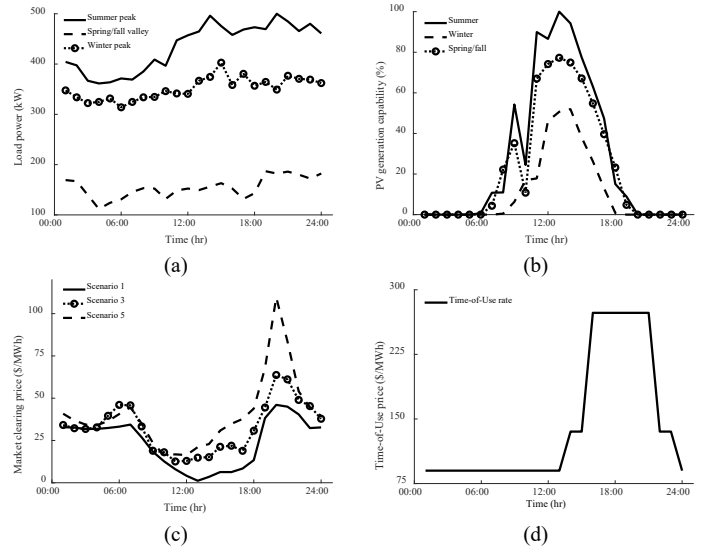 500
400
300
200
100
Load power (kW)
Summer peak
Spring/fall valley
Winter peak
00:00
06:00
12:00
18:00
24:00
Time (hr)
(a)
100
80
60
40
20
0
PV generation capability (%)
Summer
Winter
Spring/fall
00:00
06:00
12:00
18:00
24:00
Time (hr)
(b)
100
75
50
25
0
Market clearing price ($/MWh)
Scenario 1
Scenario 3
Scenario 5
00:00
06:00
12:00
18:00
24:00
Time (hr)
(c)
300
225
150
75
Time-of-Use price ($/MWh)
Time-of-Use rate
00:00
06:00
12:00
18:00
24:00
Time (hr)
(d)